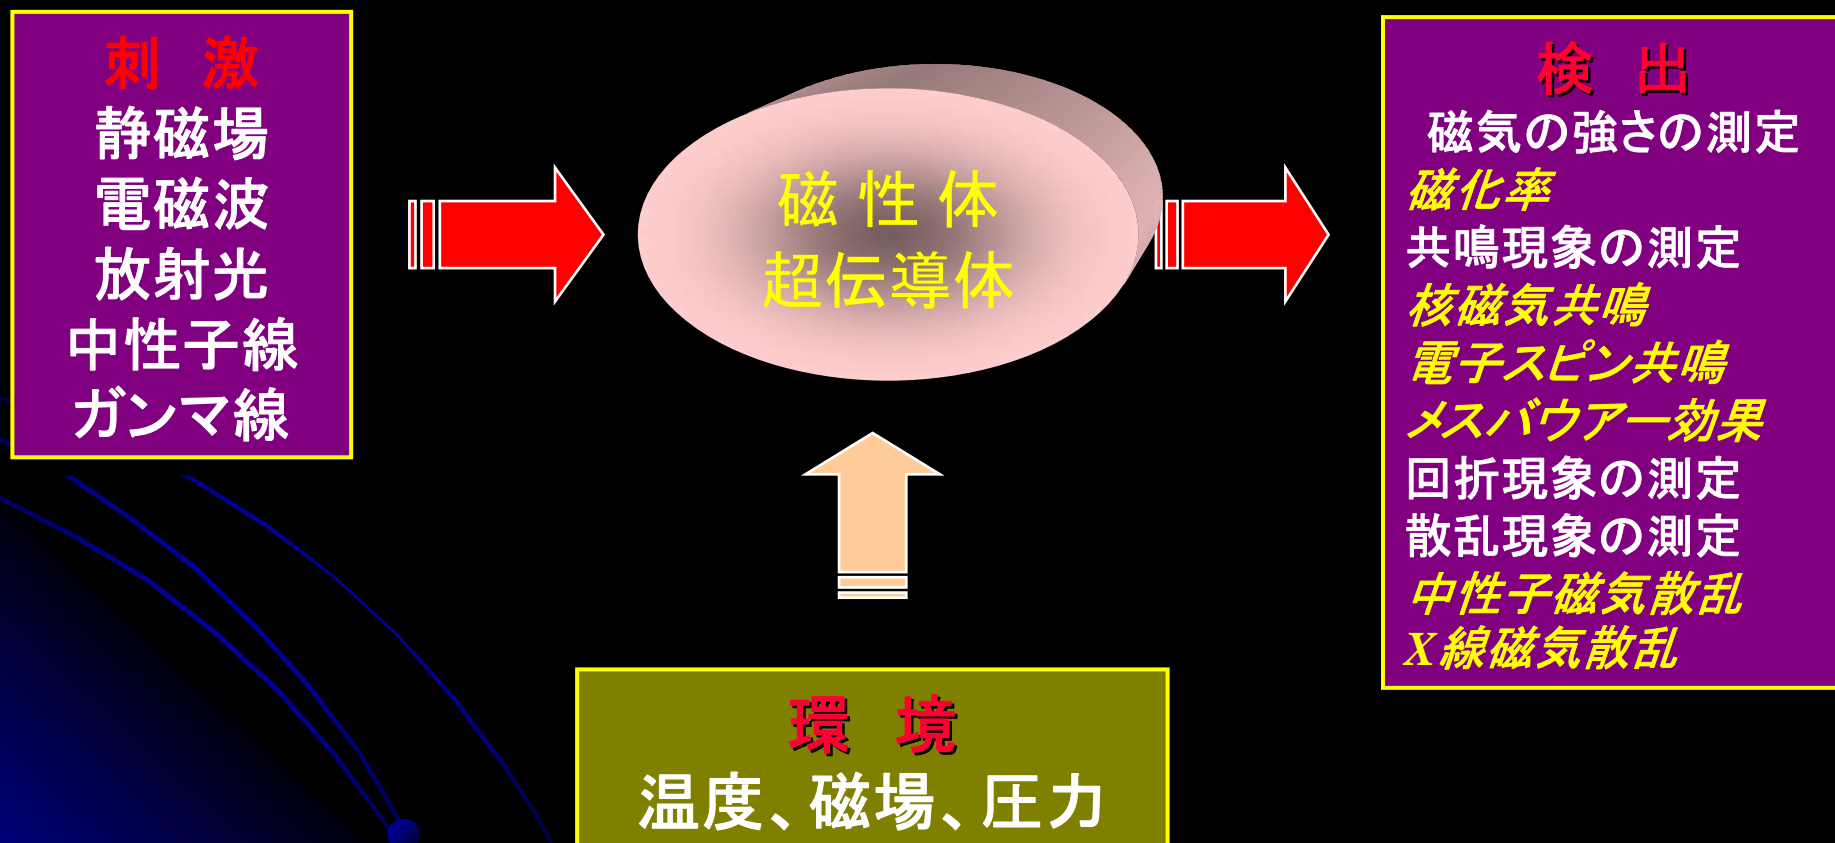 刺 激
静磁場
電磁波
放射光
中性子線
ガンマ線
磁 性 体
超伝導体
検 出
磁気の強さの測定
磁化率
共鳴現象の測定
核磁気共鳴
電子スピン共鳴
メスバウアー効果
回折現象の測定
散乱現象の測定
中性子磁気散乱
X線磁気散乱
環 境
温度、磁場、圧力